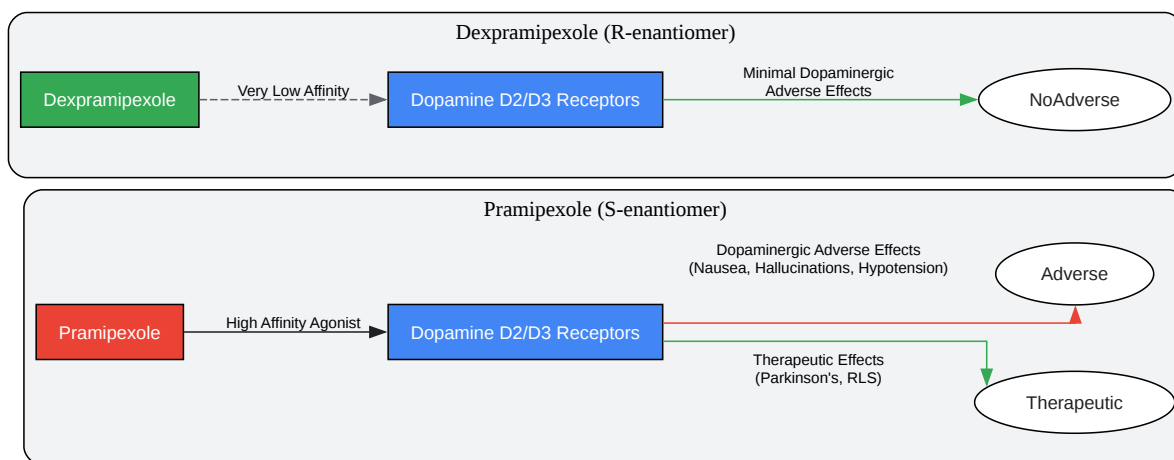 Dexpramipexole (R-enantiomer)
Dexpramipexole
Very Low Affinity
Dopamine D2/D3 Receptors
Minimal Dopaminergic
Adverse Effects
NoAdverse
Pramipexole (S-enantiomer)
Pramipexole
High Affinity Agonist
Dopamine D2/D3 Receptors
Dopaminergic Adverse Effects
(Nausea, Hallucinations, Hypotension)
Adverse
Therapeutic Effects
(Parkinson's, RLS)
Therapeutic